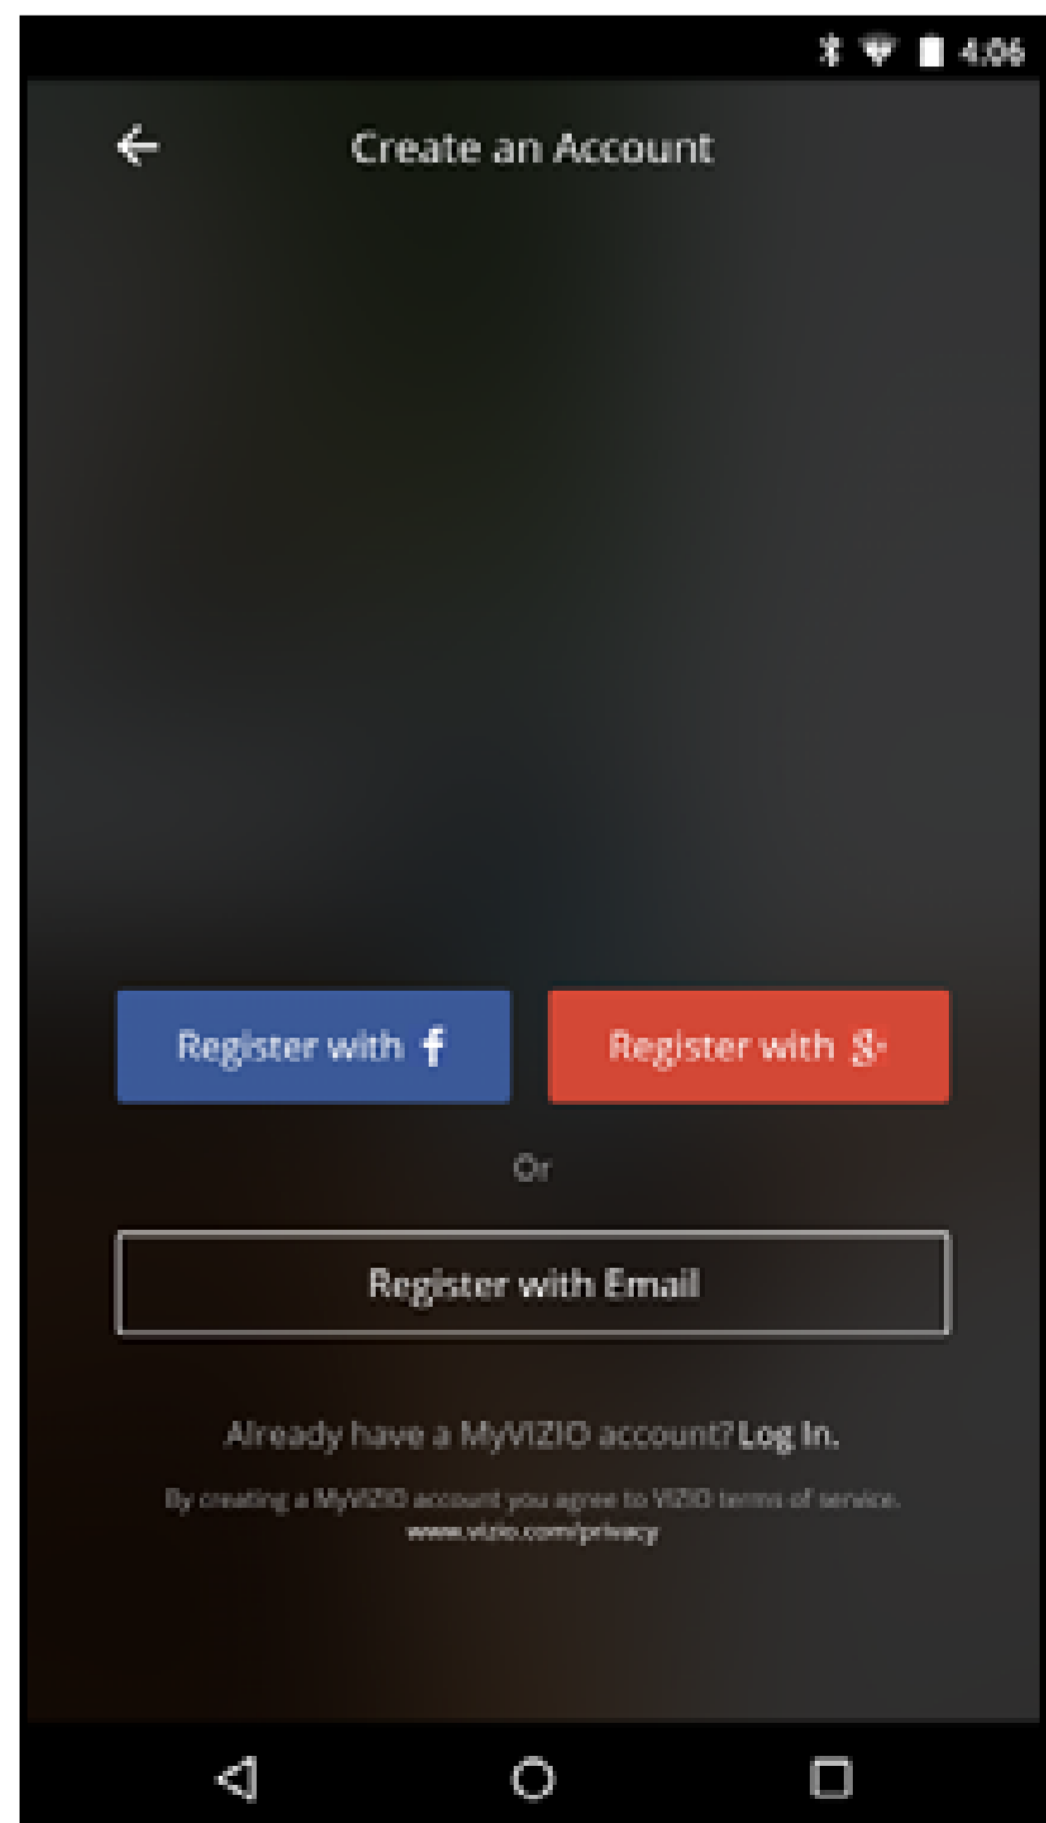 4:06
Create an Account
Register with f
Register with g+
Or
Register with Email
Already have a MyVIZIO account? Log In.
By creating a MyVIZIO account you agree to VIZIO terms of service.
www.vizio.com/privacy